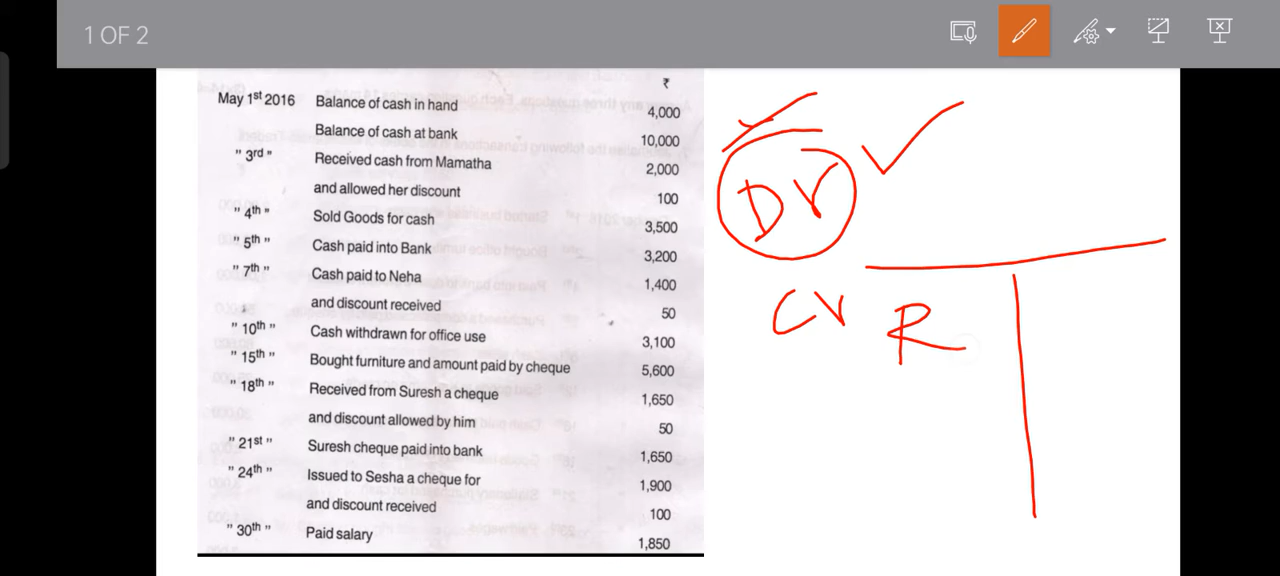 1 OF 2
₹
May 1st 2016 Balance of cash in hand 4,000
Balance of cash at bank 10,000
" 3rd " Received cash from Mamatha 2,000
and allowed her discount 100
" 4th " Sold Goods for cash 3,500
" 5th " Cash paid into Bank 3,200
" 7th " Cash paid to Neha 1,400
and discount received 50
" 10th " Cash withdrawn for office use 3,100
" 15th " Bought furniture and amount paid by cheque 5,600
" 18th " Received from Suresh a cheque 1,650
and discount allowed by him 50
" 21st " Suresh cheque paid into bank 1,650
" 24th " Issued to Sesha a cheque for 1,900
and discount received 100
" 30th " Paid salary 1,850
Dr
Cr
R